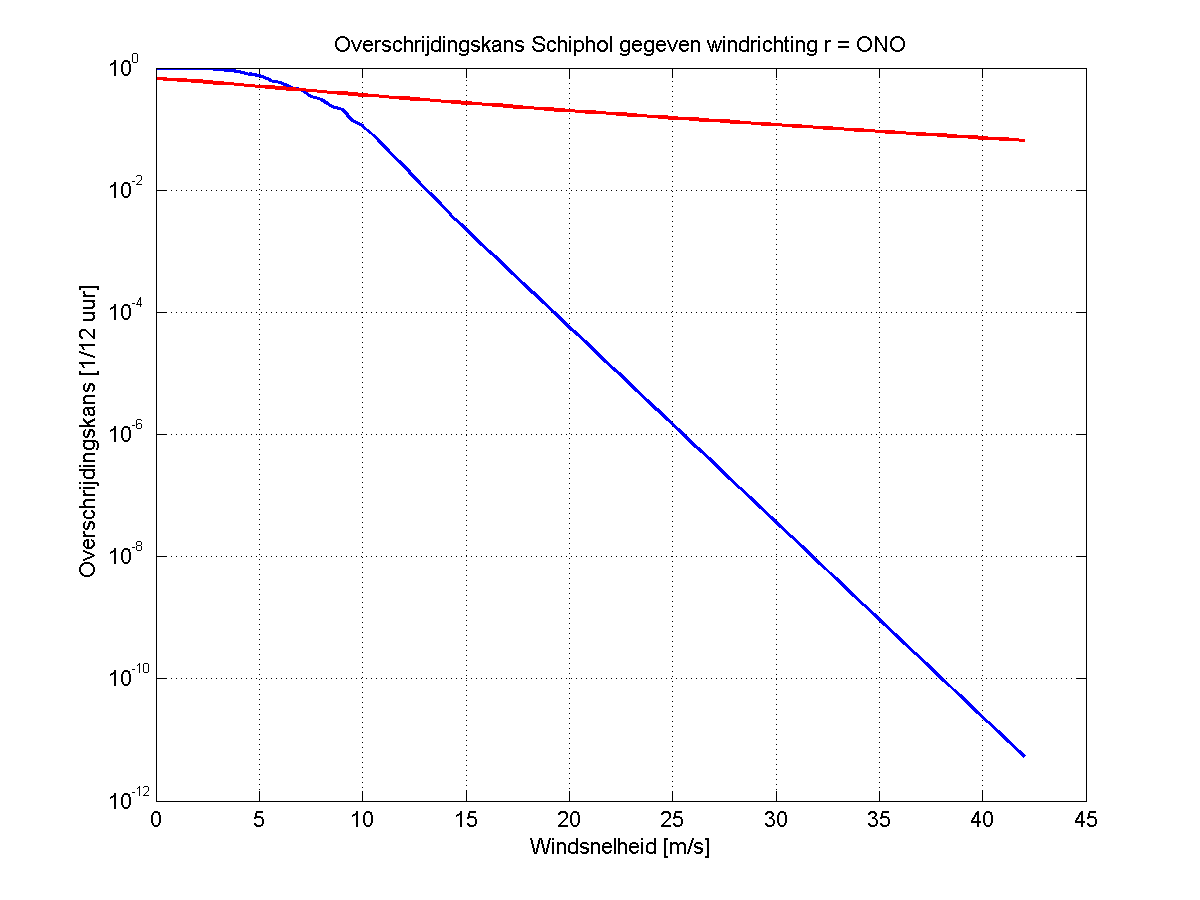 Overschrijdingskans Schiphol gegeven windrichting r = ONO
Overschrijdingskans [1/12 uur]
10^0
10^-2
10^-4
10^-6
10^-8
10^-10
10^-12
0 5 10 15 20 25 30 35 40 45
Windsnelheid [m/s]